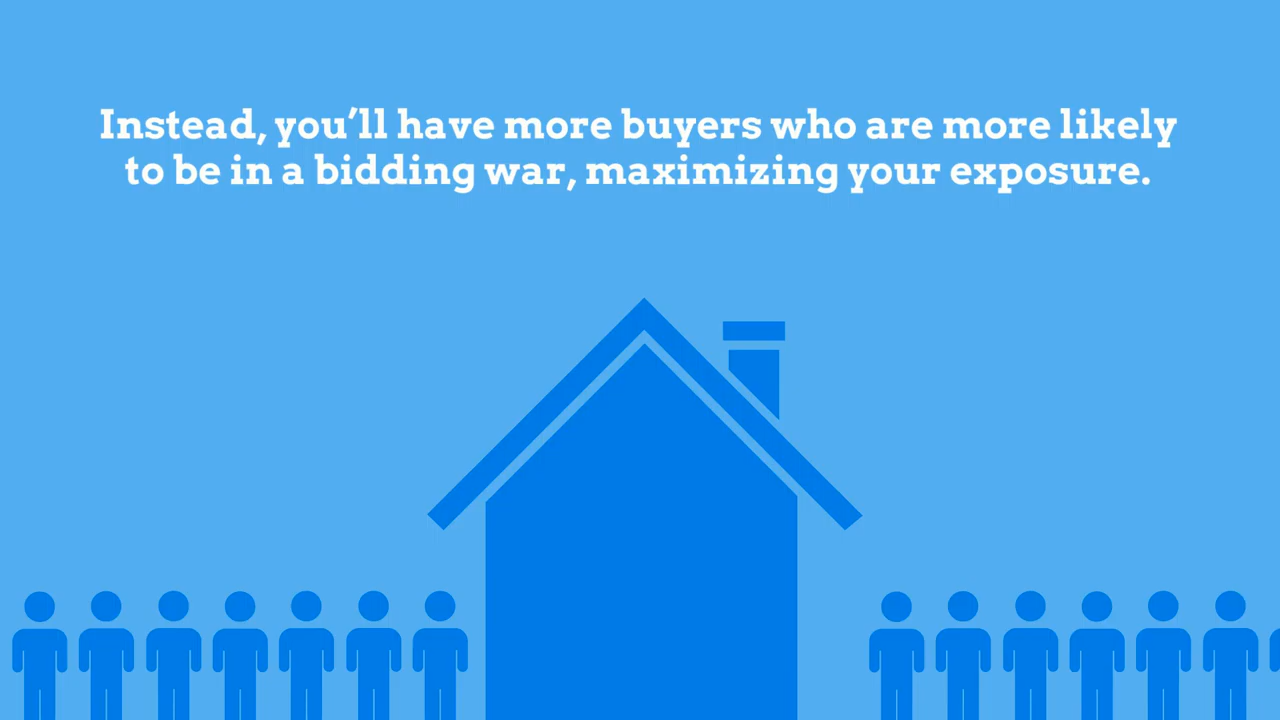 Instead, you’ll have more buyers who are more likely
to be in a bidding war, maximizing your exposure.